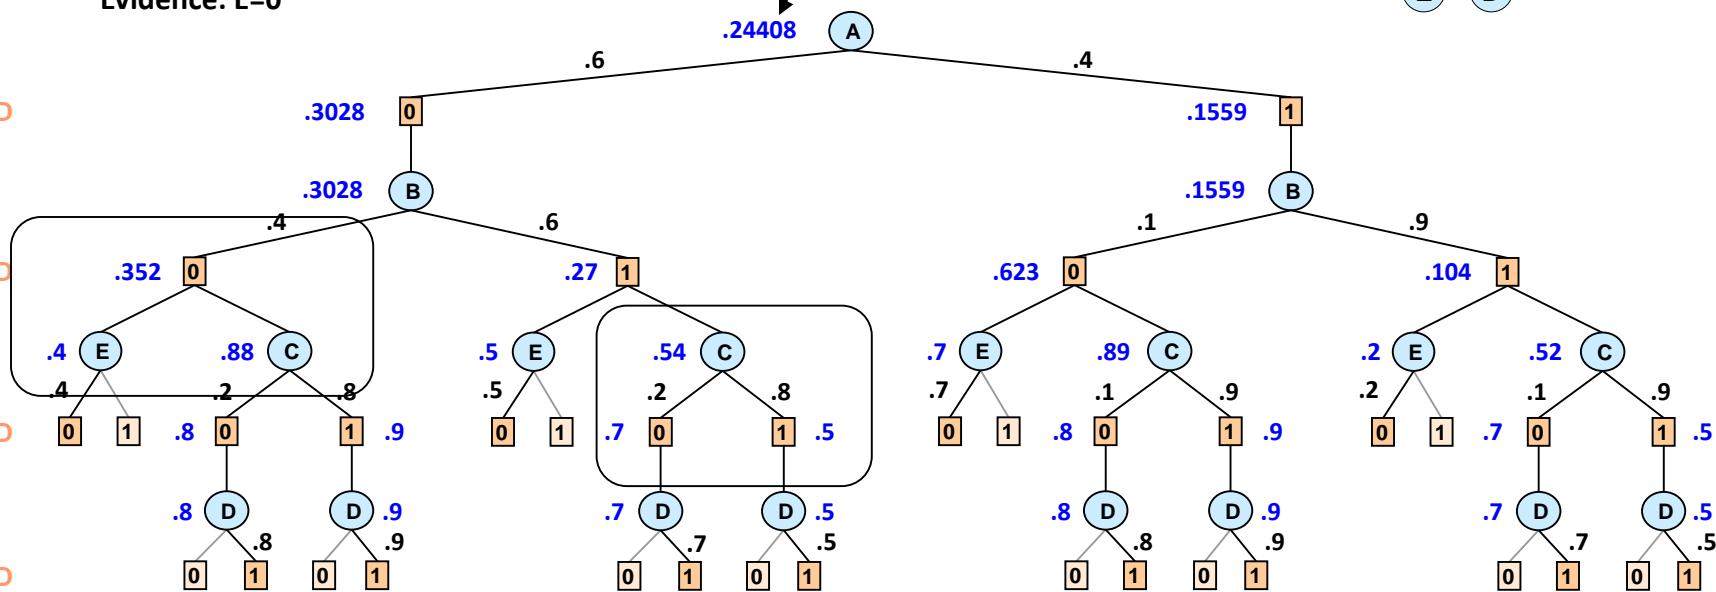 Evidence: E=0
.24408 A
.6 .4
D .3028 0 .1559 1
.3028 B .1559 B
.4 .6 .1 .9
D .352 0 .27 1 .623 0 .104 1
.4 E .88 C .5 E .54 C .7 E .89 C .2 E .52 C
.4 .2 .8 .5 .2 .8 .7 .1 .9 .2 .1 .9
D 0 1 .8 0 1 .9 0 1 .7 0 1 .5 0 1 .8 0 1 .9 0 1 .7 0 1 .5
.8 D D .9 .7 D D .5 .8 D D .9 .7 D D .5
.8 .9 .7 .5 .8 .9 .7 .5
D 0 1 0 1 0 1 0 1 0 1 0 1 0 1 0 1